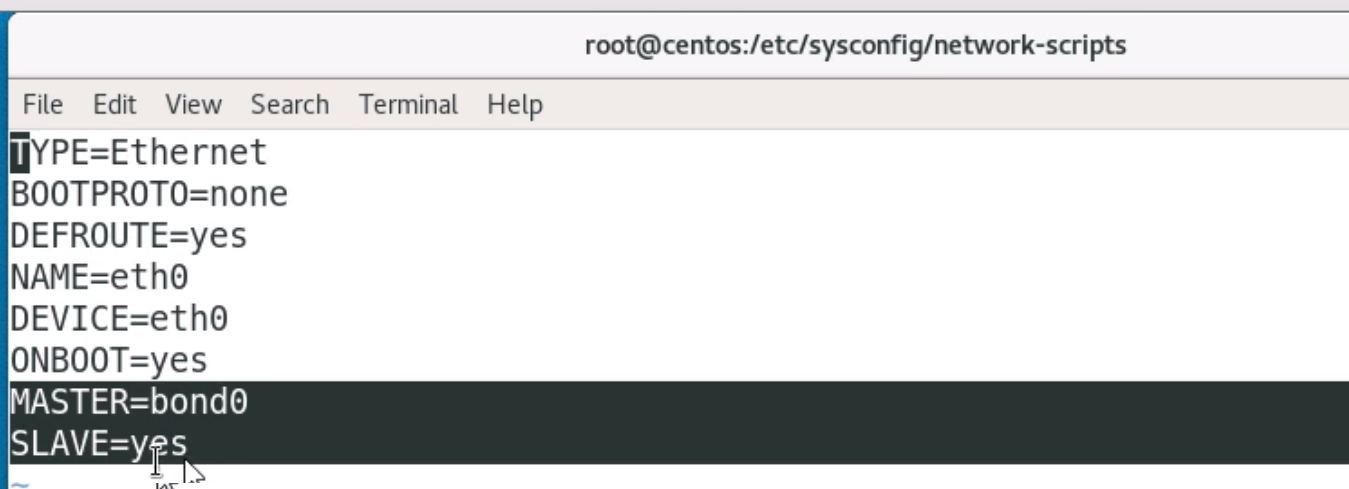 root@centos:/etc/sysconfig/network-scripts
File Edit View Search Terminal Help
TYPE=Ethernet
BOOTPROTO=none
DEFROUTE=yes
NAME=eth0
DEVICE=eth0
ONBOOT=yes
MASTER=bond0
SLAVE=yes
~